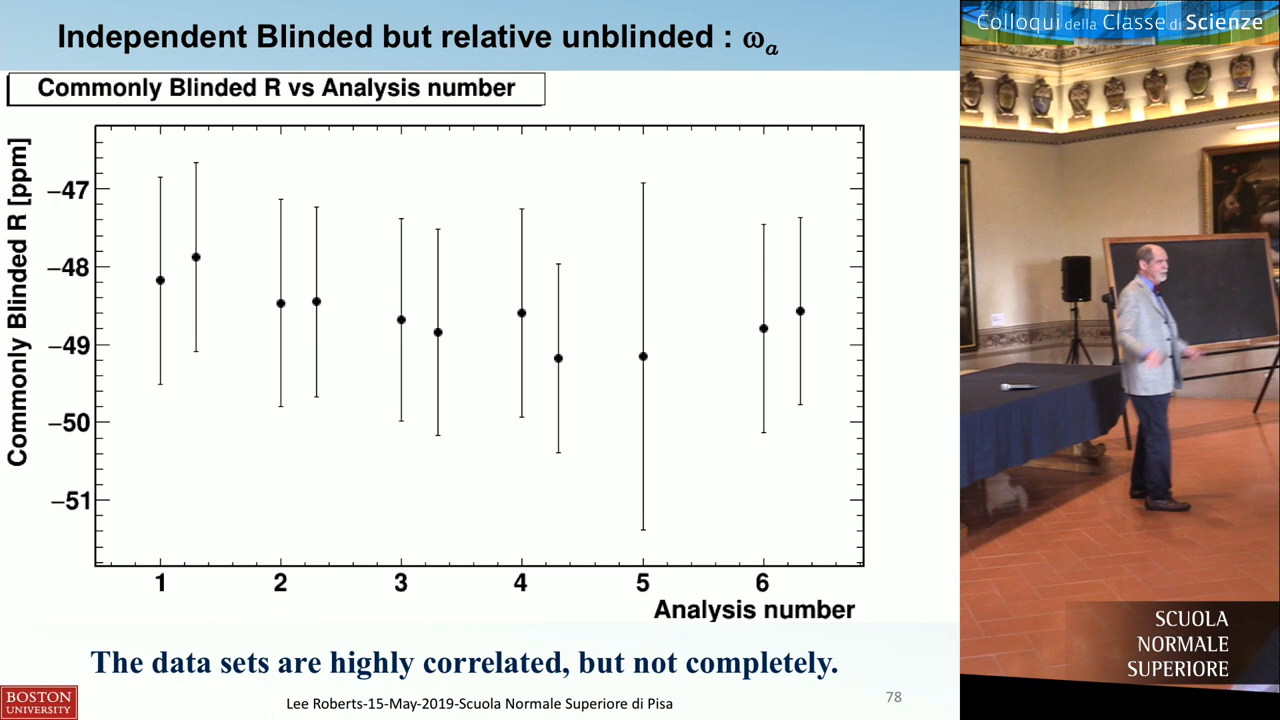 Independent Blinded but relative unblinded : ωa
Commonly Blinded R vs Analysis number
Commonly Blinded R [ppm]
−47
−48
−49
−50
−51
1 2 3 4 5 6
Analysis number
The data sets are highly correlated, but not completely.
BOSTON
UNIVERSITY
Lee Roberts-15-May-2019-Scuola Normale Superiore di Pisa
78
Colloqui della Classe di Scienze
SCUOLA
NORMALE
SUPERIORE